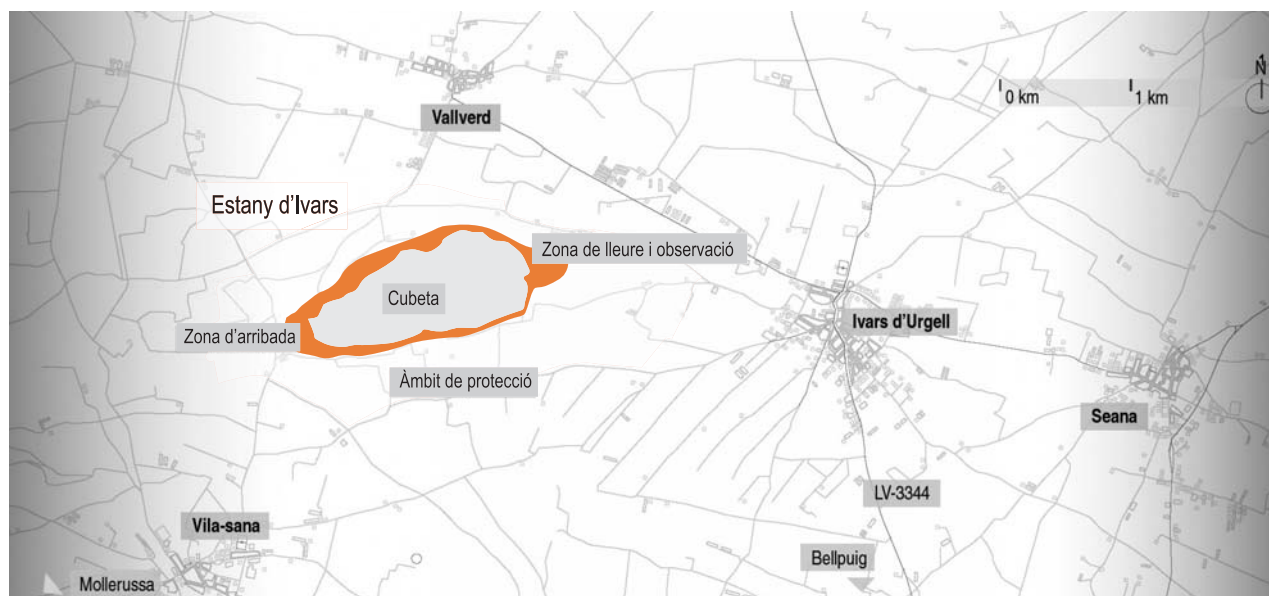 N
0 km
1 km
Vallverd
Estany d'Ivars
Zona de lleure i observació
Cubeta
Zona d'arribada
Ivars d'Urgell
Àmbit de protecció
Seana
LV-3344
Vila-sana
Bellpuig
Mollerussa